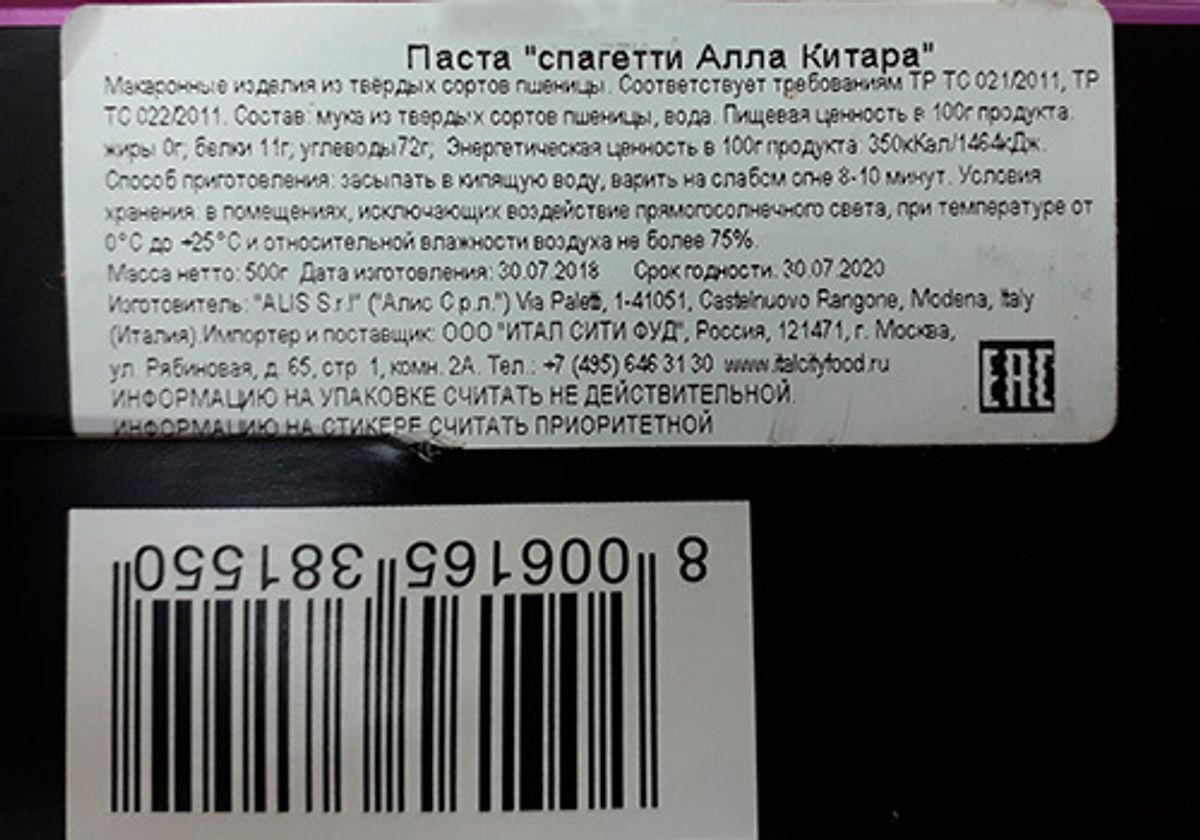 Паста "спагетти Алла Китара"
Макаронные изделия из твёрдых сортов пшеницы. Соответствует требованиям ТР ТС 021/2011, ТР
ТС 022/2011. Состав: мука из твердых сортов пшеницы, вода. Пищевая ценность в 100г продукта:
жиры 0г; белки 11г, углеводы72г; Энергетическая ценность в 100г продукта: 350кКал/1464кДж.
Способ приготовления: засыпать в кипящую воду, варить на слабом огне 8-10 минут. Условия
хранения: в помещениях, исключающих воздействие прямогосолнечного света, при температуре от
0°С до +25°С и относительной влажности воздуха не более 75%.
Масса нетто: 500г Дата изготовления: 30.07.2018 Срок годности: 30.07.2020
Изготовитель: "ALIS S.r.l" ("Алис С.р.л.") Via Paletti, 1-41051, Castelnuovo Rangone, Modena, Italy
(Италия).Импортер и поставщик: ООО "ИТАЛ СИТИ ФУД", Россия, 121471, г. Москва,
ул. Рябиновая, д. 65, стр. 1, комн. 2А. Тел.: +7 (495) 646 31 30 www.italcityfood.ru
ИНФОРМАЦИЮ НА УПАКОВКЕ СЧИТАТЬ НЕ ДЕЙСТВИТЕЛЬНОЙ.
ИНФОРМАЦИЮ НА СТИКЕРЕ СЧИТАТЬ ПРИОРИТЕТНОЙ
EAC
8 006165 381550